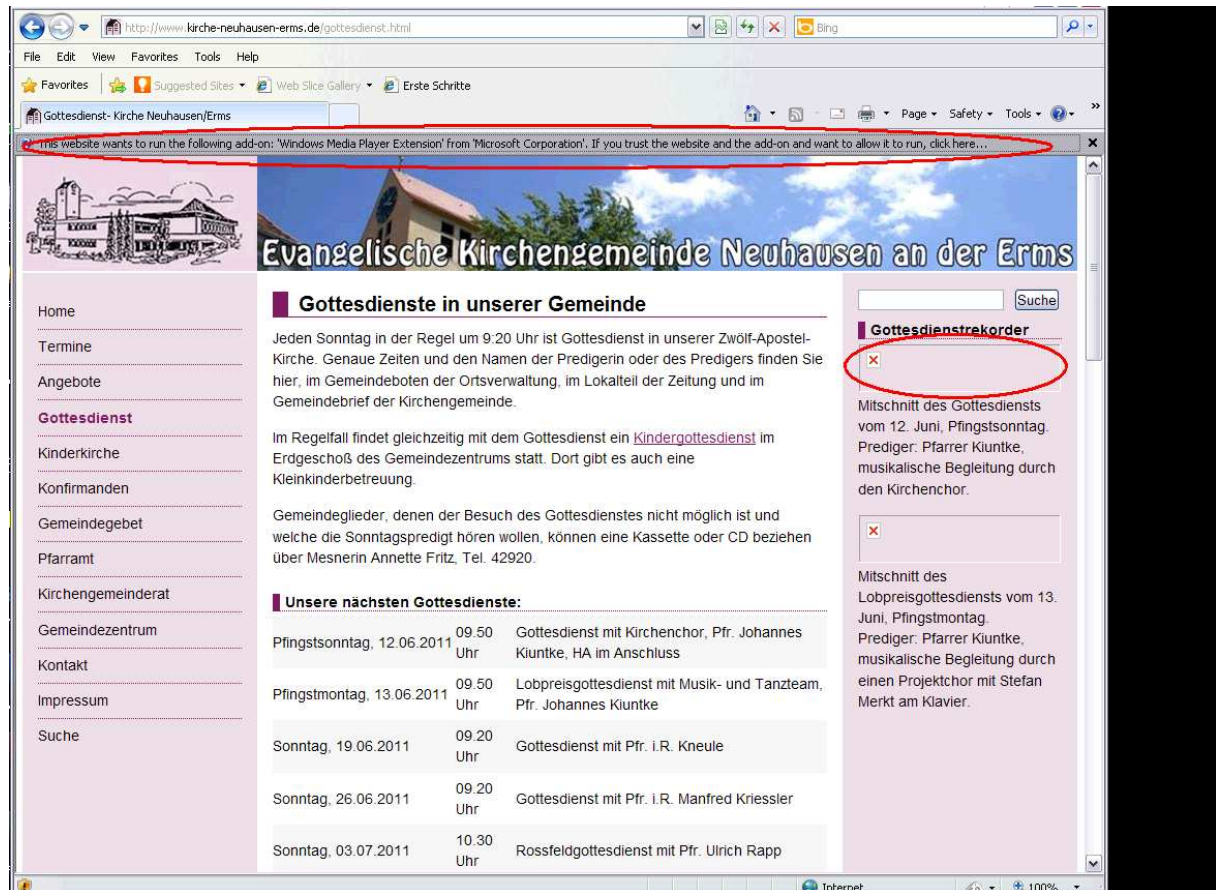 http://www.kirche-neuhausen-erms.de/gottesdienst.html
Bing
File Edit View Favorites Tools Help
Favorites Suggested Sites Web Slice Gallery Erste Schritte
Gottesdienst- Kirche Neuhausen/Erms
Page Safety Tools »
This website wants to run the following add-on: 'Windows Media Player Extension' from 'Microsoft Corporation'. If you trust the website and the add-on and want to allow it to run, click here...
Evangelische Kirchengemeinde Neuhausen an der Erms
Home
Termine
Angebote
Gottesdienst
Kinderkirche
Konfirmanden
Gemeindegebet
Pfarramt
Kirchengemeinderat
Gemeindezentrum
Kontakt
Impressum
Suche
Gottesdienste in unserer Gemeinde
Jeden Sonntag in der Regel um 9:20 Uhr ist Gottesdienst in unserer Zwölf-Apostel-
Kirche. Genaue Zeiten und den Namen der Predigerin oder des Predigers finden Sie
hier, im Gemeindeboten der Ortsverwaltung, im Lokalteil der Zeitung und im
Gemeindebrief der Kirchengemeinde.
Im Regelfall findet gleichzeitig mit dem Gottesdienst ein Kindergottesdienst im
Erdgeschoß des Gemeindezentrums statt. Dort gibt es auch eine
Kleinkinderbetreuung.
Gemeindeglieder, denen der Besuch des Gottesdienstes nicht möglich ist und
welche die Sonntagspredigt hören wollen, können eine Kassette oder CD beziehen
über Mesnerin Annette Fritz, Tel. 42920.
Unsere nächsten Gottesdienste:
Pfingstsonntag, 12.06.2011 09.50 Uhr Gottesdienst mit Kirchenchor, Pfr. Johannes
Kiuntke, HA im Anschluss
Pfingstmontag, 13.06.2011 09.50 Uhr Lobpreisgottesdienst mit Musik- und Tanzteam,
Pfr. Johannes Kiuntke
Sonntag, 19.06.2011 09.20 Uhr Gottesdienst mit Pfr. i.R. Kneule
Sonntag, 26.06.2011 09.20 Uhr Gottesdienst mit Pfr. i.R. Manfred Kriessler
Sonntag, 03.07.2011 10.30 Uhr Rossfeldgottesdienst mit Pfr. Ulrich Rapp
Suche
Gottesdienstrekorder
Mitschnitt des Gottesdiensts
vom 12. Juni, Pfingstsonntag.
Prediger: Pfarrer Kiuntke,
musikalische Begleitung durch
den Kirchenchor.
Mitschnitt des
Lobpreisgottesdiensts vom 13.
Juni, Pfingstmontag.
Prediger: Pfarrer Kiuntke,
musikalische Begleitung durch
einen Projektchor mit Stefan
Merkt am Klavier.
Internet 100%